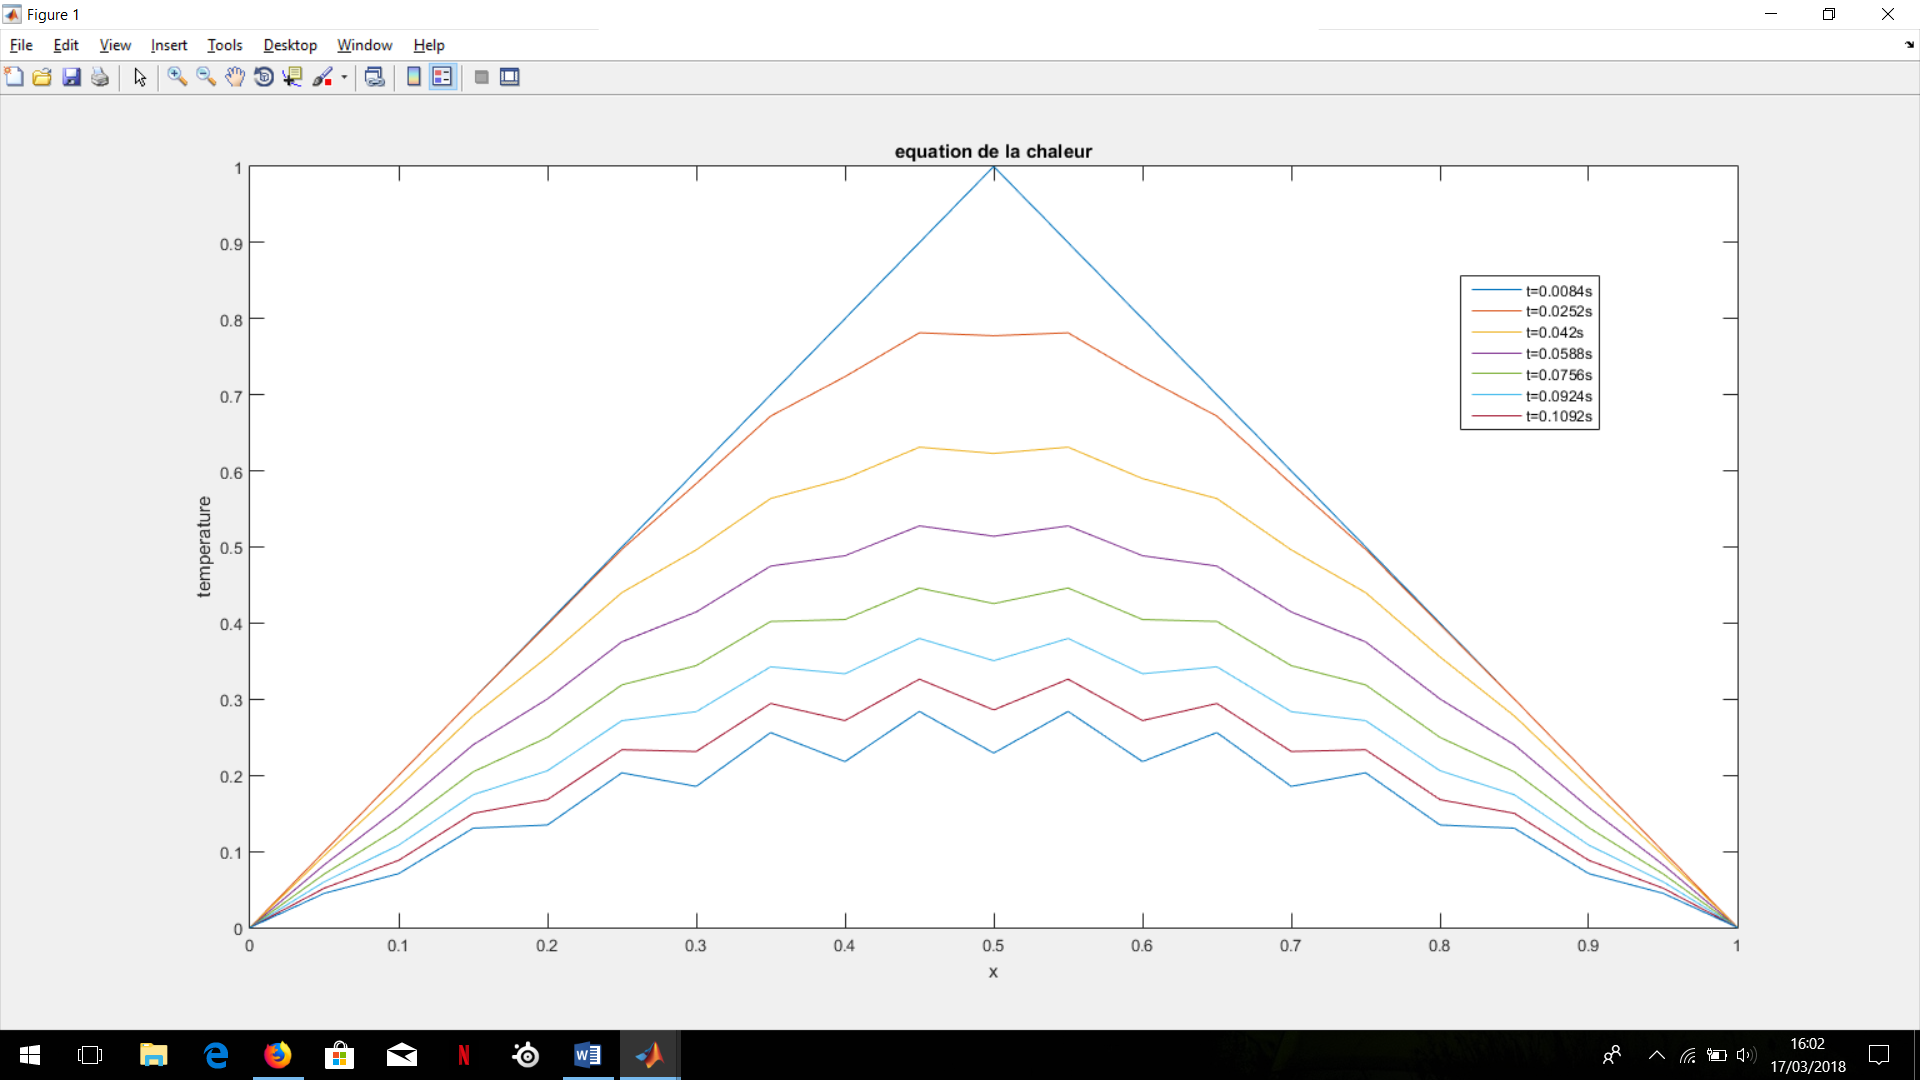 Figure 1
File Edit View Insert Tools Desktop Window Help
equation de la chaleur
1
0.9
0.8
0.7
0.6
0.5
0.4
0.3
0.2
0.1
0
temperature
t=0.0084s
t=0.0252s
t=0.042s
t=0.0588s
t=0.0756s
t=0.0924s
t=0.1092s
0 0.1 0.2 0.3 0.4 0.5 0.6 0.7 0.8 0.9 1
x
16:02
17/03/2018